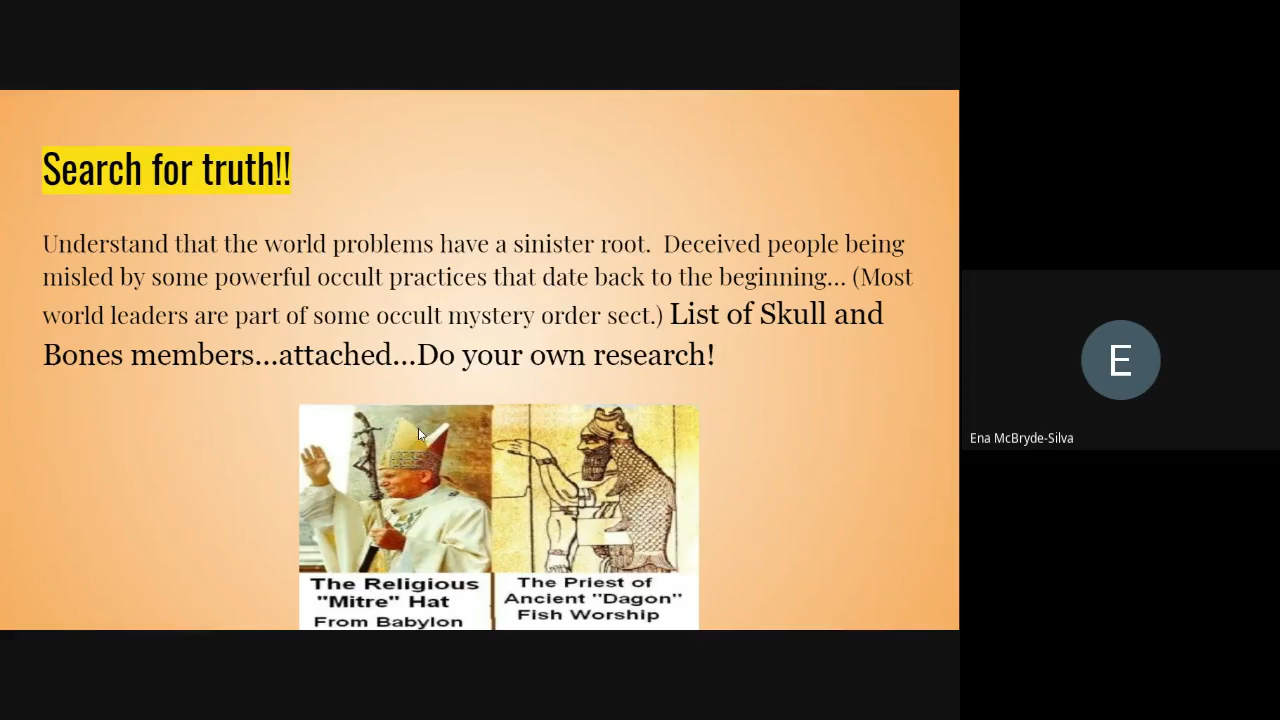 Search for truth!!
Understand that the world problems have a sinister root.  Deceived people being
misled by some powerful occult practices that date back to the beginning... (Most
world leaders are part of some occult mystery order sect.) List of Skull and
Bones members...attached...Do your own research!
The Religious
"Mitre" Hat
From Babylon
The Priest of
Ancient "Dagon"
Fish Worship
E
Ena McBryde-Silva